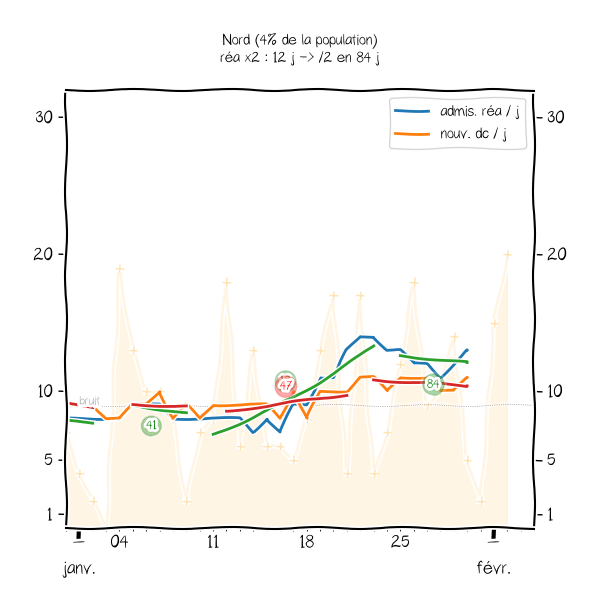 Nord (4% de la population)
réa x2 : 12 j -> /2 en 84 j
admis. réa / j
nouv. dc / j
30
30
20
20
10
10
5
5
1
1
bruit
41
47
84
04
11
18
25
janv.
févr.